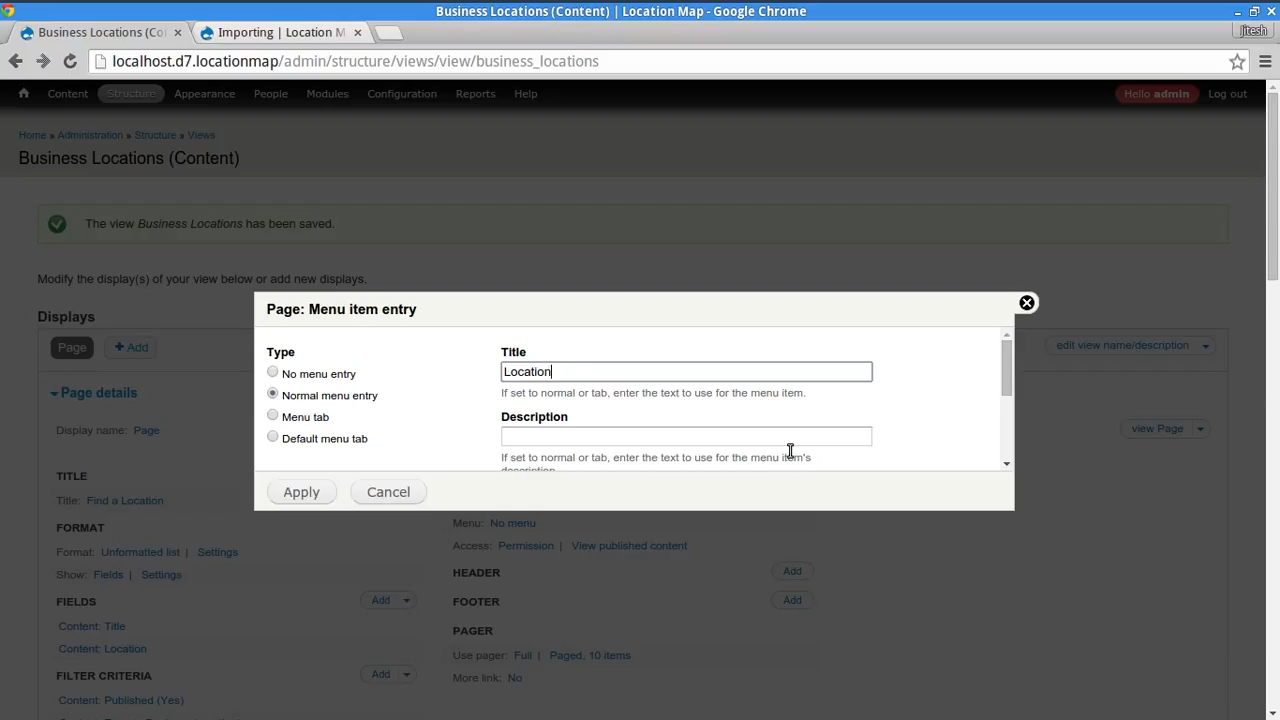 Business Locations (Content) | Location Map - Google Chrome
Business Locations (Co
Importing | Location M
jitesh
localhost.d7.locationmap/admin/structure/views/view/business_locations
Content Structure Appearance People Modules Configuration Reports Help Hello admin Log out
Home » Administration » Structure » Views
Business Locations (Content)
The view Business Locations has been saved.
Modify the display(s) of your view below or add new displays.
Displays
Page + Add edit view name/description
Page details
Display name: Page
view Page
TITLE
Title: Find a Location
FORMAT
Format: Unformatted list | Settings
Show: Fields | Settings
FIELDS Add
Content: Title
Content: Location
FILTER CRITERIA Add
Content: Published (Yes)
Page: Menu item entry
Type
No menu entry
Normal menu entry
Menu tab
Default menu tab
Title
Location
If set to normal or tab, enter the text to use for the menu item.
Description
If set to normal or tab, enter the text to use for the menu item's
description.
Apply Cancel
Menu: No menu
Access: Permission | View published content
HEADER Add
FOOTER Add
PAGER
Use pager: Full | Paged, 10 items
More link: No